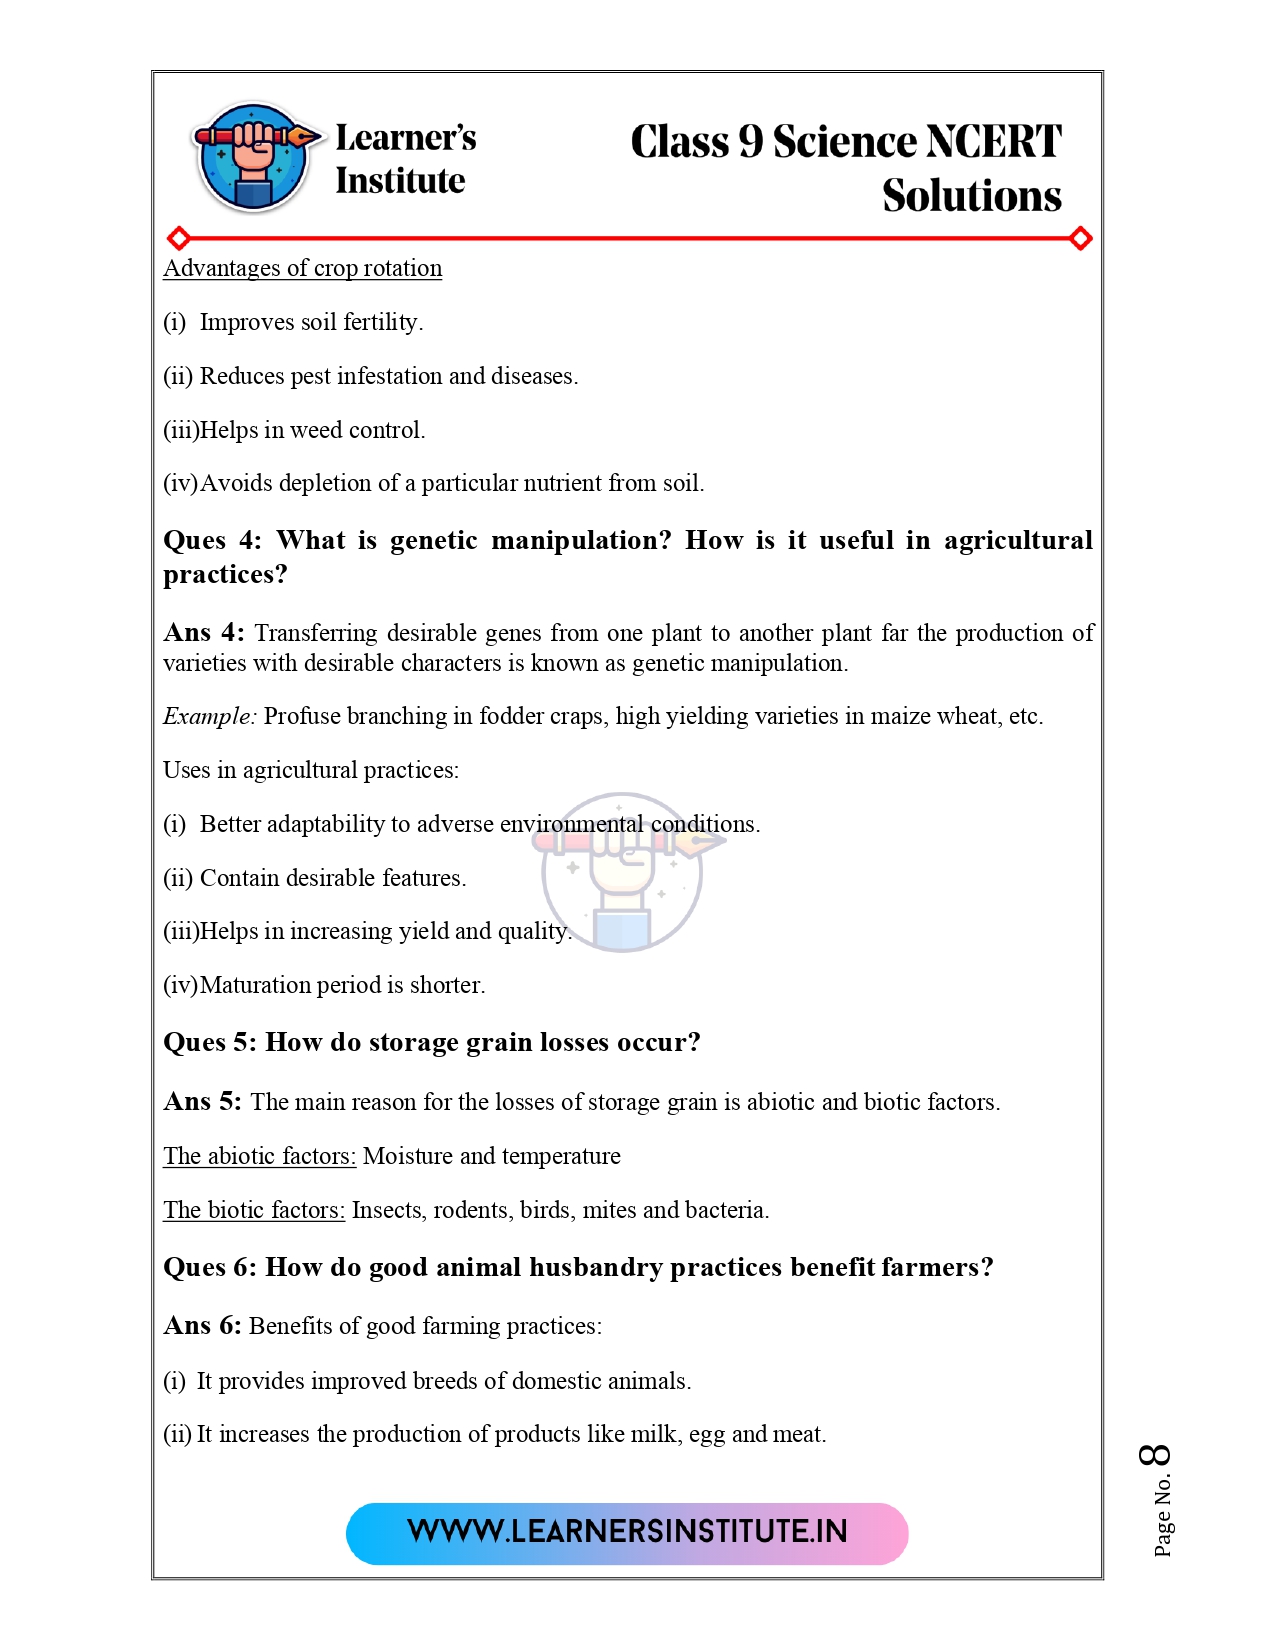 Learner's
Institute
Class 9 Science NCERT
Solutions
Advantages of crop rotation
(i) Improves soil fertility.
(ii) Reduces pest infestation and diseases.
(iii)Helps in weed control.
(iv)Avoids depletion of a particular nutrient from soil.
Ques 4: What is genetic manipulation? How is it useful in agricultural
practices?
Ans 4: Transferring desirable genes from one plant to another plant far the production of
varieties with desirable characters is known as genetic manipulation.
Example: Profuse branching in fodder craps, high yielding varieties in maize wheat, etc.
Uses in agricultural practices:
(i) Better adaptability to adverse environmental conditions.
(ii) Contain desirable features.
(iii)Helps in increasing yield and quality.
(iv)Maturation period is shorter.
Ques 5: How do storage grain losses occur?
Ans 5: The main reason for the losses of storage grain is abiotic and biotic factors.
The abiotic factors: Moisture and temperature
The biotic factors: Insects, rodents, birds, mites and bacteria.
Ques 6: How do good animal husbandry practices benefit farmers?
Ans 6: Benefits of good farming practices:
(i) It provides improved breeds of domestic animals.
(ii) It increases the production of products like milk, egg and meat.
Page No. 8
WWW.LEARNERSINSTITUTE.IN